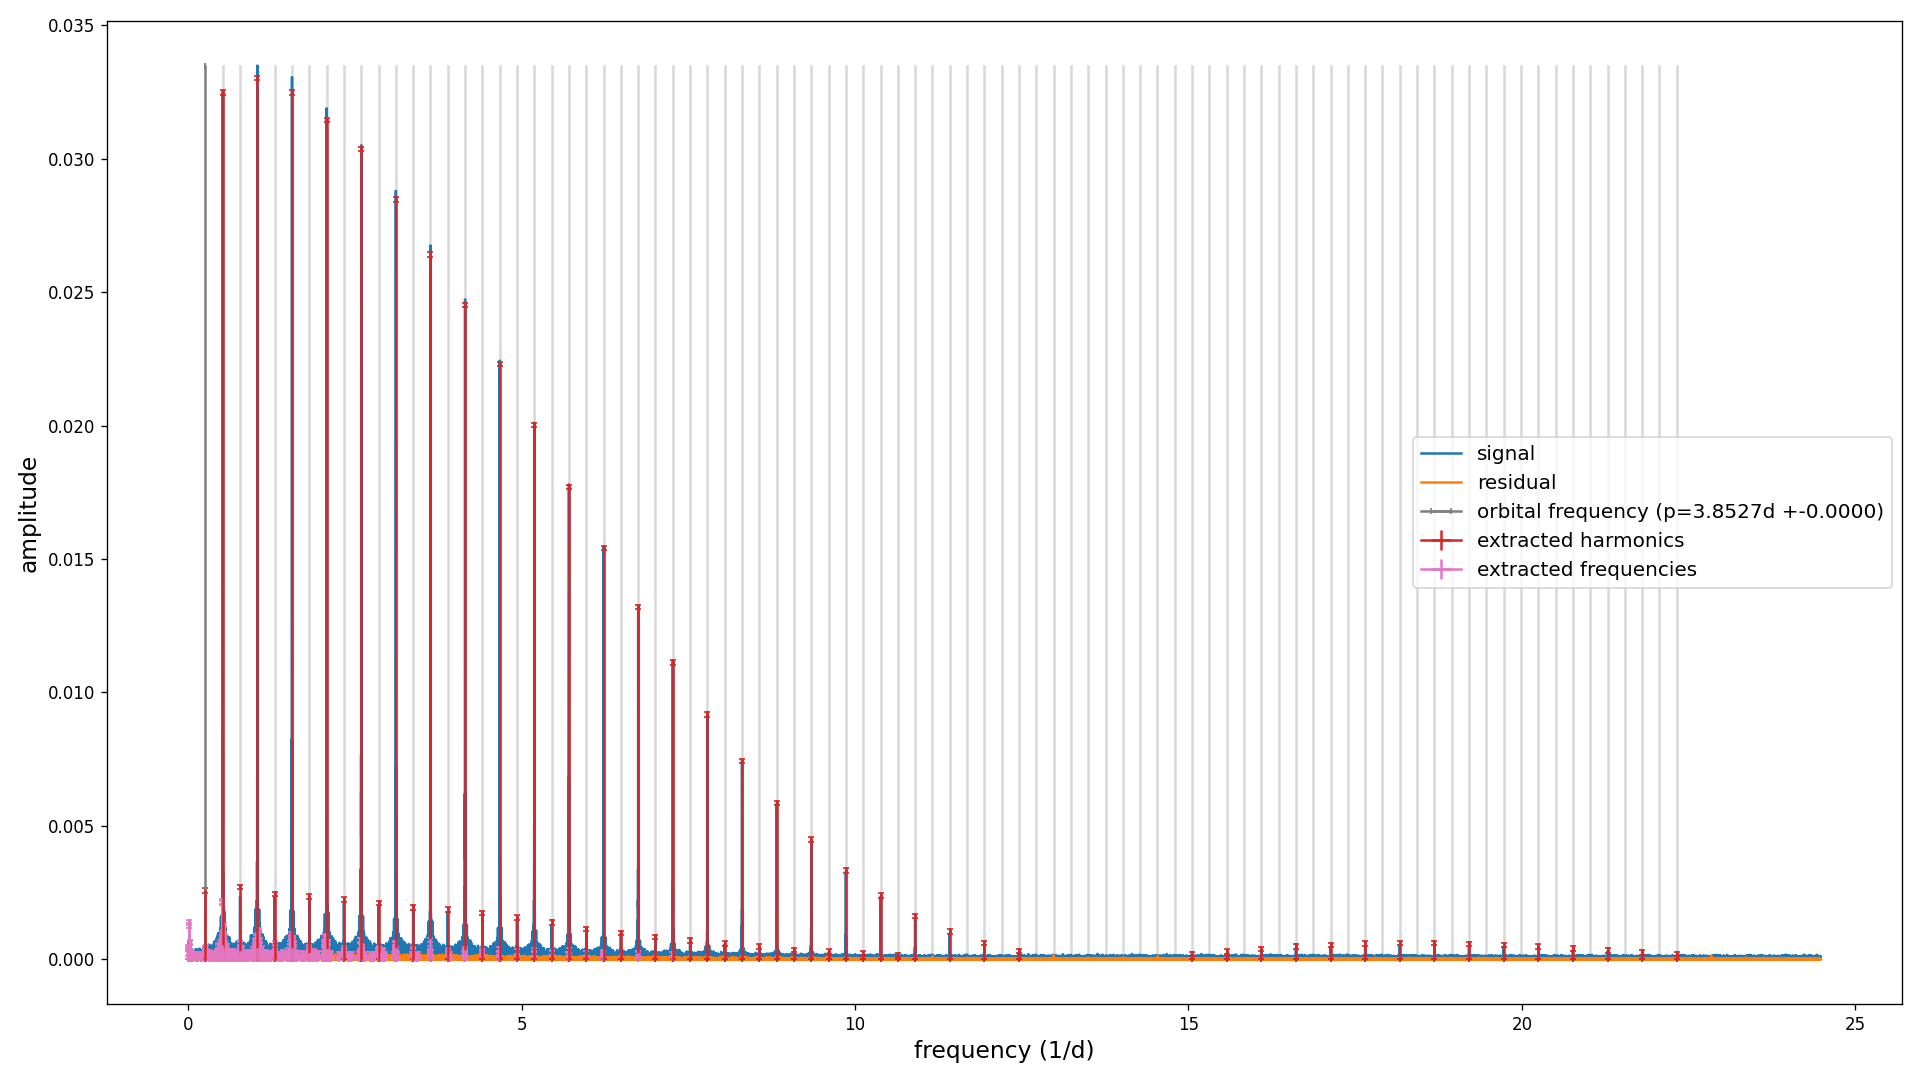 0.035
0.030
0.025
0.020
0.015
0.010
0.005
0.000
amplitude
signal
residual
orbital frequency (p=3.8527d +-0.0000)
extracted harmonics
extracted frequencies
0 5 10 15 20 25
frequency (1/d)